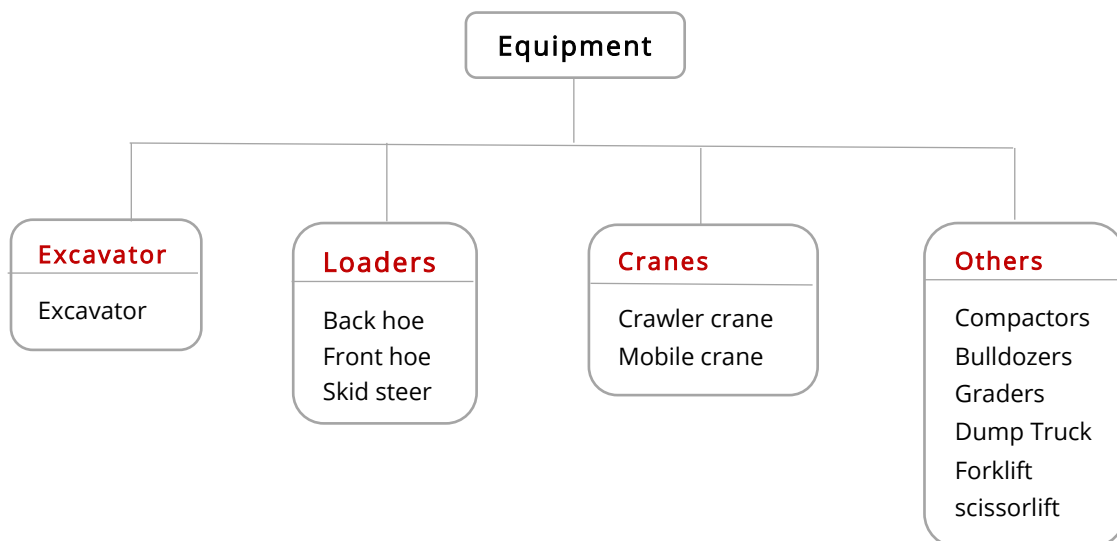 Equipment
Excavator
Excavator
Loaders
Back hoe
Front hoe
Skid steer
Cranes
Crawler crane
Mobile crane
Others
Compactors
Bulldozers
Graders
Dump Truck
Forklift
scissorlift